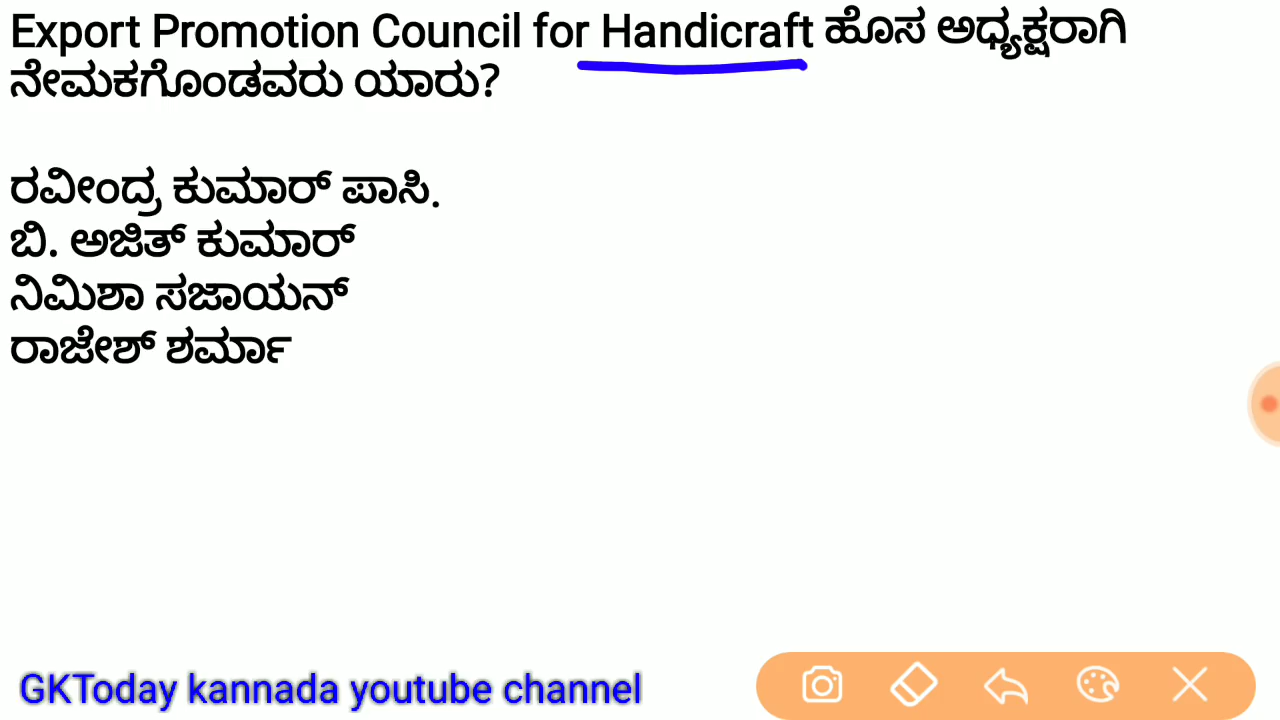 Export Promotion Council for Handicraft ಹೊಸ ಅಧ್ಯಕ್ಷರಾಗಿ
ನೇಮಕಗೊಂಡವರು ಯಾರು?
ರವೀಂದ್ರ ಕುಮಾರ್ ಪಾಸಿ.
ಬಿ. ಅಜಿತ್ ಕುಮಾರ್
ನಿಮಿಶಾ ಸಜಾಯನ್
ರಾಜೇಶ್ ಶರ್ಮಾ
GKToday kannada youtube channel